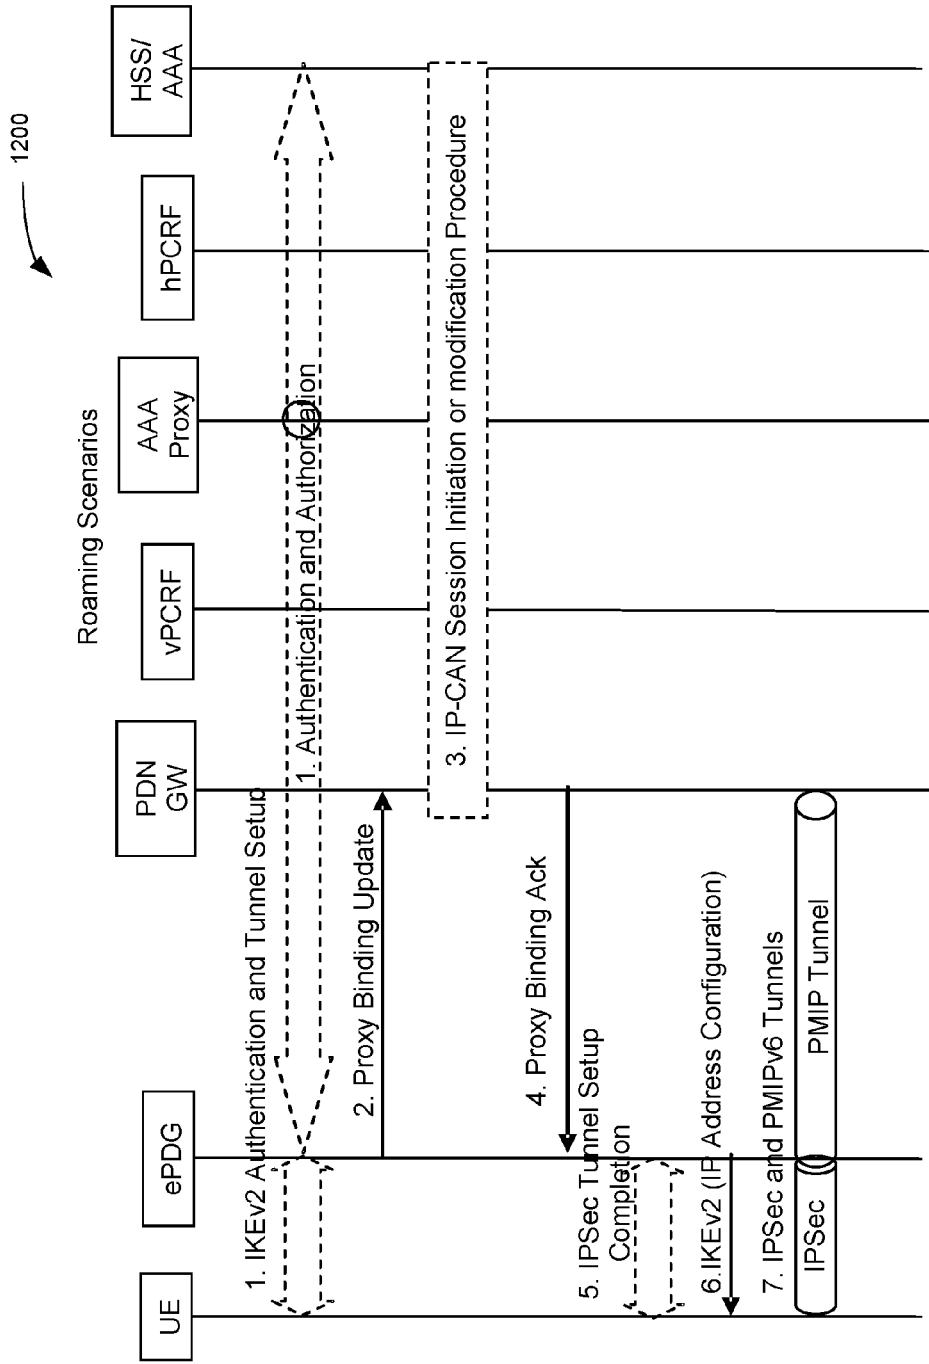 1200
Roaming Scenarios
UE
ePDG
PDN
GW
vPCRF
AAA
Proxy
hPCRF
HSS/
AAA
1. IKEv2 Authentication and Tunnel Setup
1. Authentication and Authorization
2. Proxy Binding Update
3. IP-CAN Session Initiation or modification Procedure
4. Proxy Binding Ack
5. IPSec Tunnel Setup
Completion
6.IKEv2 (IP Address Configuration)
7. IPSec and PMIPv6 Tunnels
IPSec
PMIP Tunnel